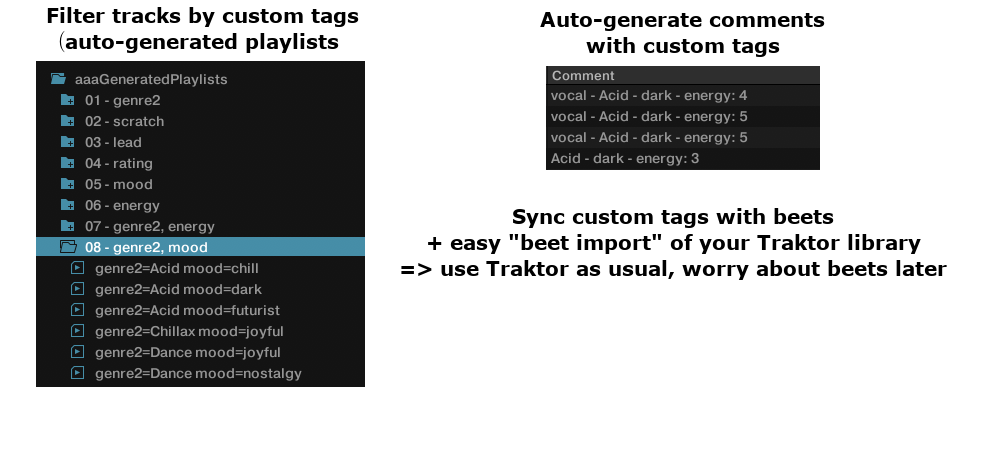 Filter tracks by custom tags
(auto-generated playlists
aaaGeneratedPlaylists
01 - genre2
02 - scratch
03 - lead
04 - rating
05 - mood
06 - energy
07 - genre2, energy
08 - genre2, mood
genre2=Acid mood=chill
genre2=Acid mood=dark
genre2=Acid mood=futurist
genre2=Chillax mood=joyful
genre2=Dance mood=joyful
genre2=Dance mood=nostalgy
Auto-generate comments
with custom tags
Comment
vocal - Acid - dark - energy: 4
vocal - Acid - dark - energy: 5
vocal - Acid - dark - energy: 5
Acid - dark - energy: 3
Sync custom tags with beets
+ easy "beet import" of your Traktor library
=> use Traktor as usual, worry about beets later